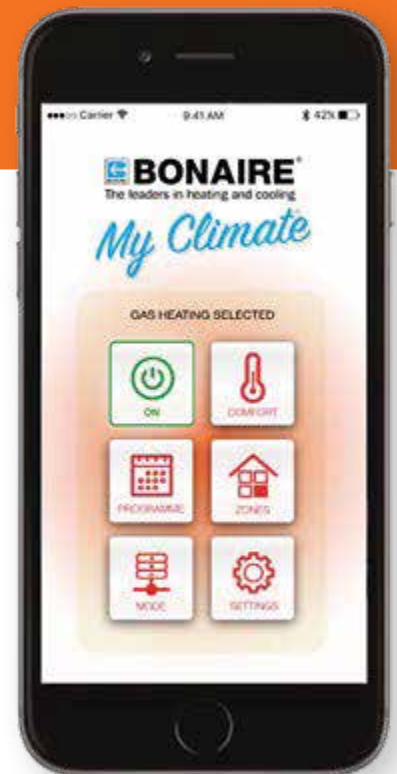 Carrier 9:41 AM 42%
BONAIRE®
The leaders in heating and cooling
My Climate
GAS HEATING SELECTED
ON COMFORT
PROGRAMME ZONES
MODE SETTINGS